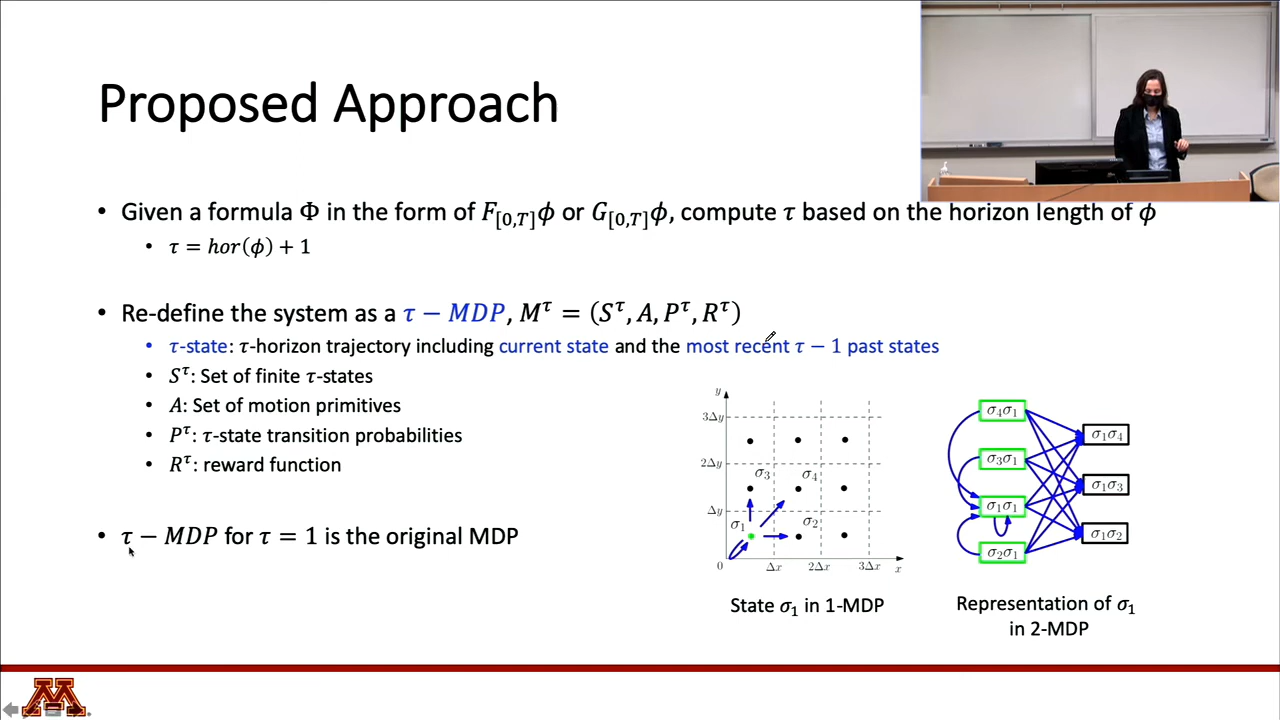 Proposed Approach
• Given a formula Φ in the form of F[0,T]ϕ or G[0,T]ϕ, compute τ based on the horizon length of ϕ
• τ = hor(ϕ) + 1
• Re-define the system as a τ − MDP, M^τ = (S^τ, A, P^τ, R^τ)
• τ-state: τ-horizon trajectory including current state and the most recent τ − 1 past states
• S^τ: Set of finite τ-states
• A: Set of motion primitives
• P^τ: τ-state transition probabilities
• R^τ: reward function
• τ − MDP for τ = 1 is the original MDP
y
3Δy
2Δy
Δy
0
Δx
2Δx
3Δx
x
σ3
σ4
σ1
σ2
State σ1 in 1-MDP
σ4σ1
σ3σ1
σ1σ1
σ2σ1
σ1σ4
σ1σ3
σ1σ2
Representation of σ1
in 2-MDP
M